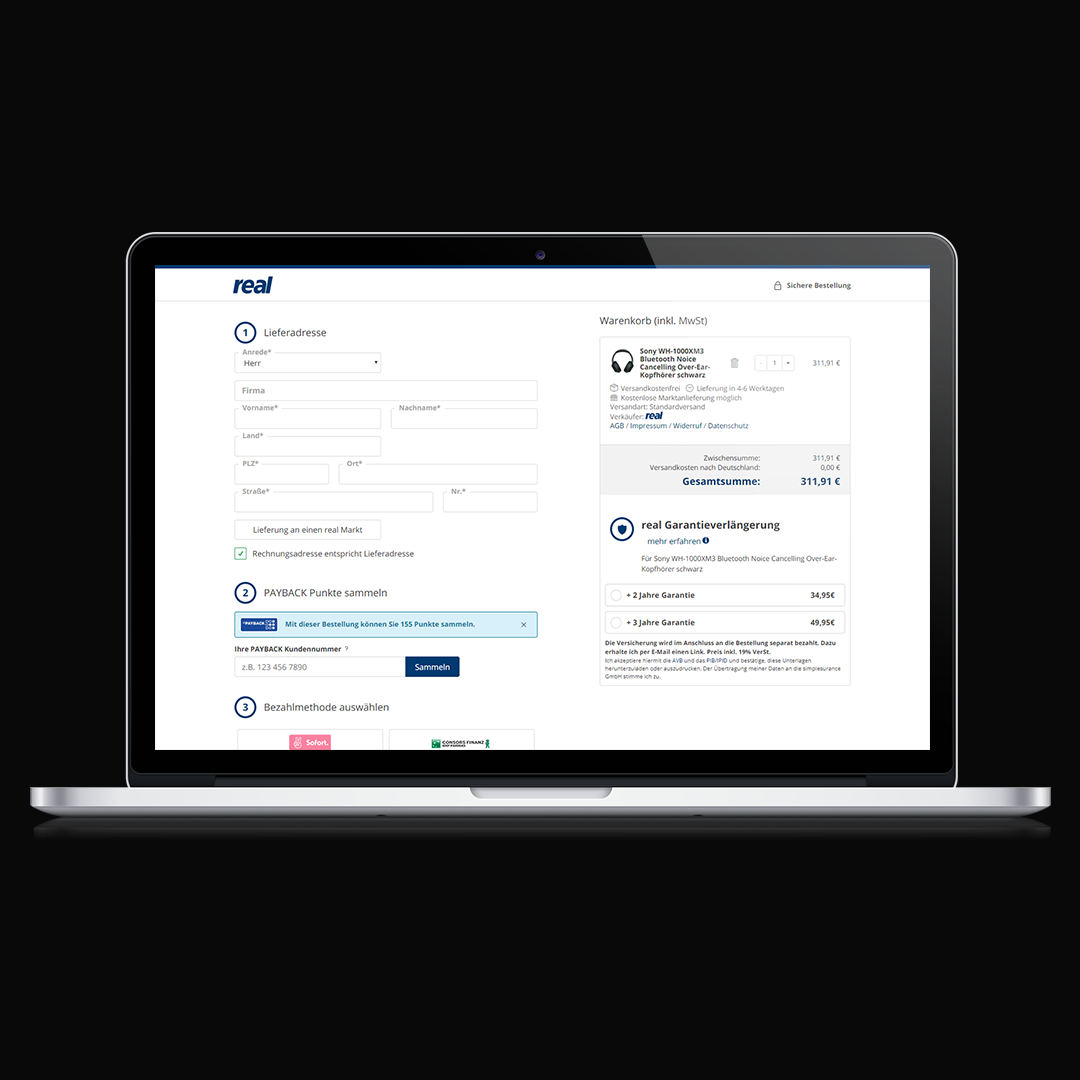 real
Sichere Bestellung
1 Lieferadresse
Anrede*
Herr
Firma
Vorname* Nachname*
Land*
PLZ* Ort*
Straße* Nr.*
Lieferung an einen real Markt
Rechnungsadresse entspricht Lieferadresse
2 PAYBACK Punkte sammeln
PAYBACK Mit dieser Bestellung können Sie 155 Punkte sammeln. ×
Ihre PAYBACK Kundennummer ?
z.B. 123 456 7890 Sammeln
3 Bezahlmethode auswählen
Sofort. CONSORS FINANZ
BNP PARIBAS
Warenkorb (inkl. MwSt)
Sony WH-1000XM3
Bluetooth Noice
Cancelling Over-Ear-
Kopfhörer schwarz
- 1 + 311,91 €
Versandkostenfrei Lieferung in 4-6 Werktagen
Kostenlose Marktanlieferung möglich
Versandart: Standardversand
Verkäufer: real
AGB / Impressum / Widerruf / Datenschutz
Zwischensumme: 311,91 €
Versandkosten nach Deutschland: 0,00 €
Gesamtsumme: 311,91 €
real Garantieverlängerung
mehr erfahren
Für Sony WH-1000XM3 Bluetooth Noice Cancelling Over-Ear-
Kopfhörer schwarz
+ 2 Jahre Garantie 34,95€
+ 3 Jahre Garantie 49,95€
Die Versicherung wird im Anschluss an die Bestellung separat bezahlt. Dazu
erhalte ich per E-Mail einen Link. Preis inkl. 19% VerSt.
Ich akzeptiere hiermit die AVB und das PIB/IPID und bestätige, diese Unterlagen
herunterzuladen oder auszudrucken. Der Übertragung meiner Daten an die simplesurance
GmbH stimme ich zu.